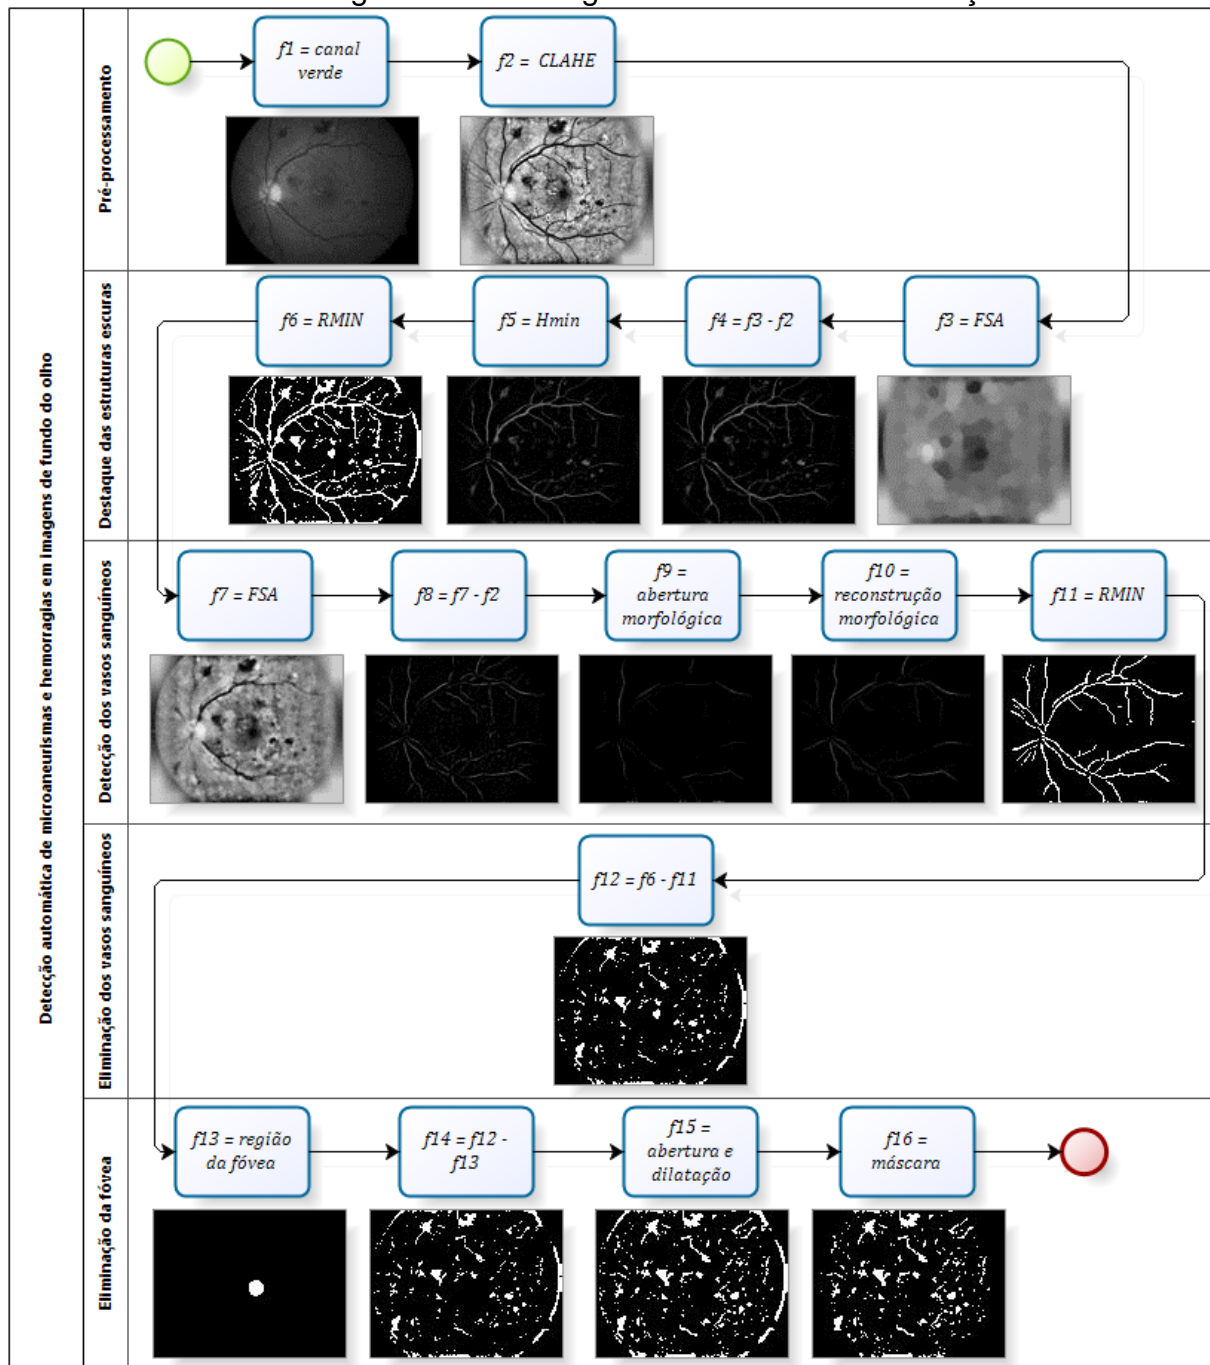 Detecção automática de microaneurismas e hemorragias em imagens de fundo do olho
Pré-processamento
f1 = canal
verde
f2 = CLAHE
Destaque das estruturas escuras
f6 = RMIN
f5 = Hmin
f4 = f3 - f2
f3 = FSA
Detecção dos vasos sanguíneos
f7 = FSA
f8 = f7 - f2
f9 =
abertura
morfológica
f10 =
reconstrução
morfológica
f11 = RMIN
Eliminação dos vasos sanguíneos
f12 = f6 - f11
Eliminação da fóvea
f13 = região
da fóvea
f14 = f12 -
f13
f15 =
abertura e
dilatação
f16 =
máscara